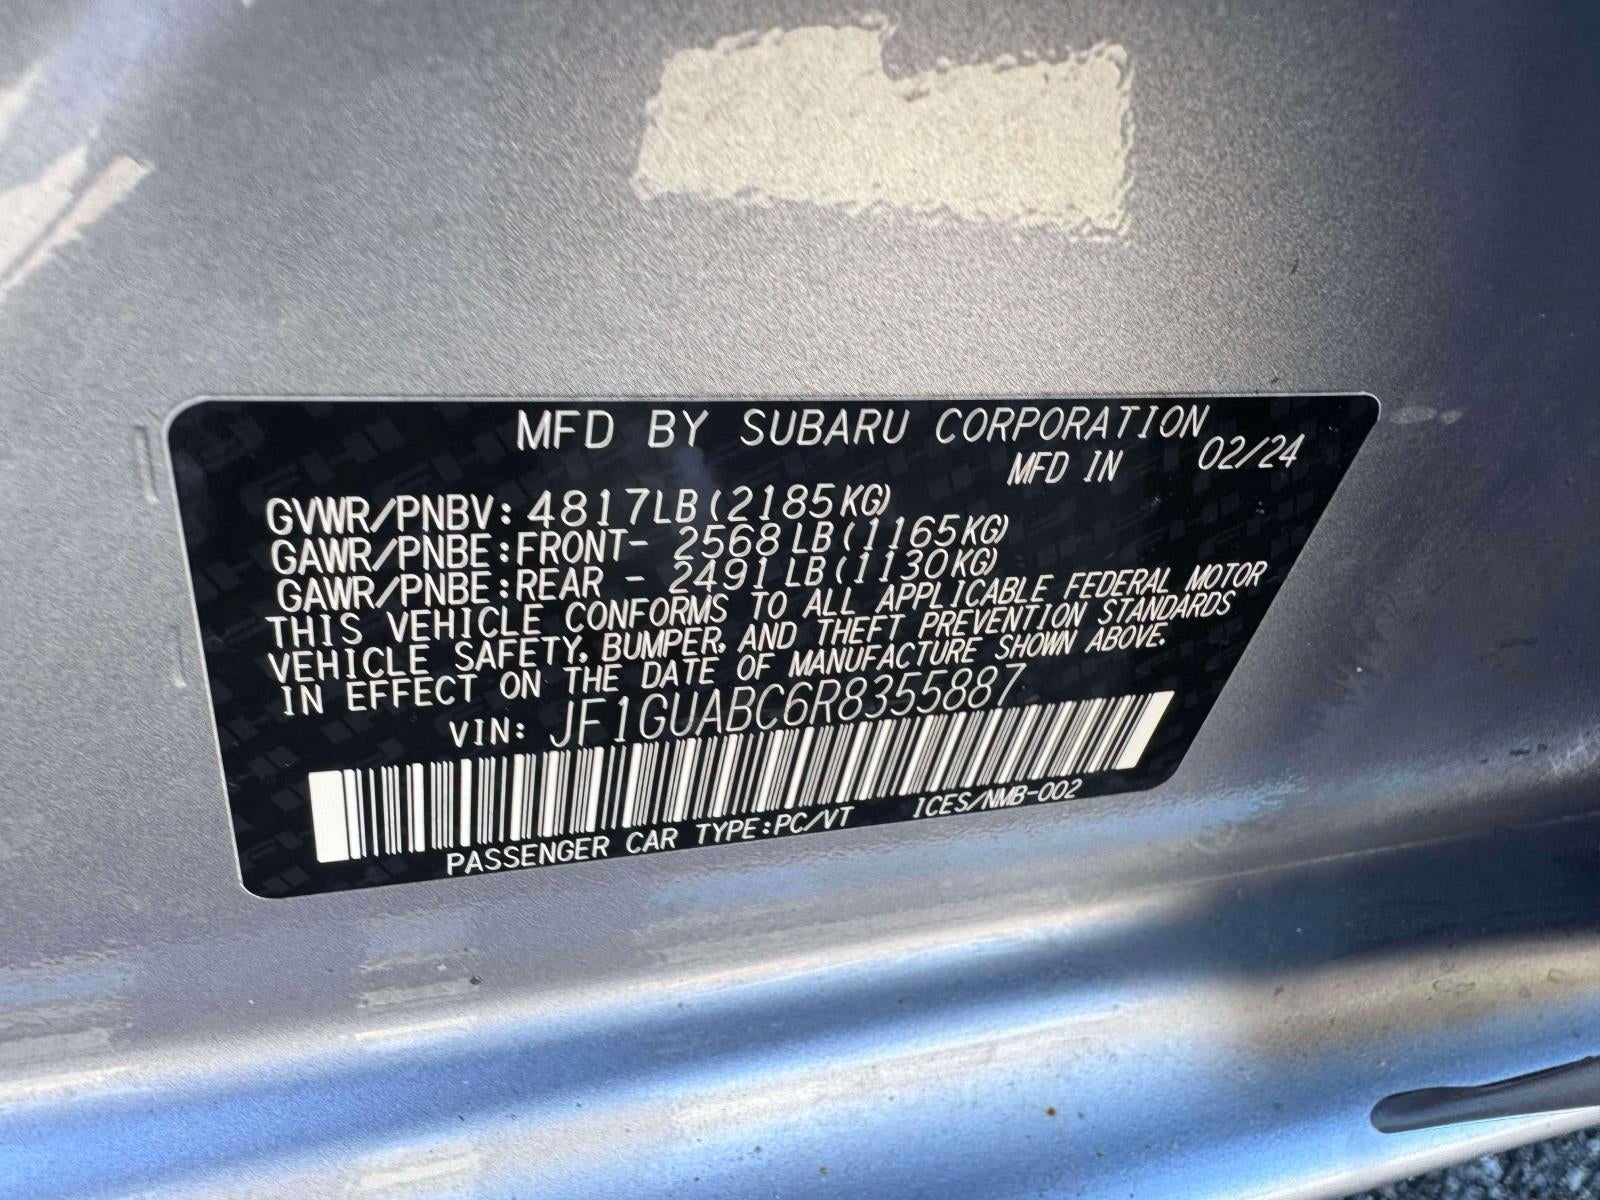 MFD BY SUBARU CORPORATION
MFD IN 02/24
GVWR/PNBV: 4817LB(2185KG)
GAWR/PNBE:FRONT- 2568LB(1165KG)
GAWR/PNBE:REAR - 2491LB(1130KG)
THIS VEHICLE CONFORMS TO ALL APPLICABLE FEDERAL MOTOR
VEHICLE SAFETY, BUMPER, AND THEFT PREVENTION STANDARDS
IN EFFECT ON THE DATE OF MANUFACTURE SHOWN ABOVE.
VIN: JF1GUABC6R8355887
PASSENGER CAR TYPE:PC/VT ICES/NMB-002